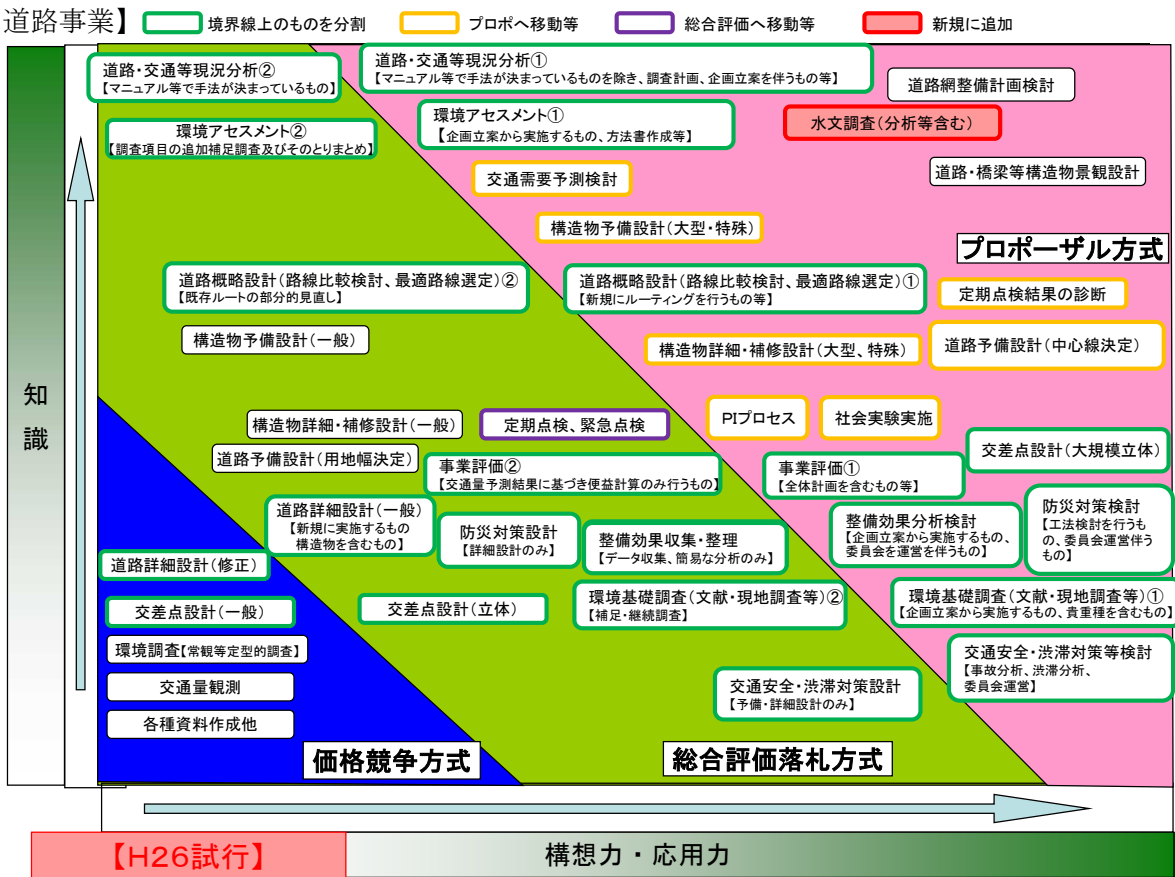 道路事業】
境界線上のものを分割
プロポへ移動等
総合評価へ移動等
新規に追加
道路・交通等現況分析②
【マニュアル等で手法が決まっているもの】
道路・交通等現況分析①
【マニュアル等で手法が決まっているものを除き、調査計画、企画立案を伴うもの等】
道路網整備計画検討
環境アセスメント②
【調査項目の追加補足調査及びそのとりまとめ】
環境アセスメント①
【企画立案から実施するもの、方法書作成等】
水文調査(分析等含む)
交通需要予測検討
道路・橋梁等構造物景観設計
構造物予備設計(大型・特殊)
プロポーザル方式
道路概略設計(路線比較検討、最適路線選定)②
【既存ルートの部分的見直し】
道路概略設計(路線比較検討、最適路線選定)①
【新規にルーティングを行うもの等】
定期点検結果の診断
構造物予備設計(一般)
構造物詳細・補修設計(大型、特殊)
道路予備設計(中心線決定)
知
識
構造物詳細・補修設計(一般)
定期点検、緊急点検
PIプロセス
社会実験実施
道路予備設計(用地幅決定)
事業評価②
【交通量予測結果に基づき便益計算のみ行うもの】
事業評価①
【全体計画を含むもの等】
交差点設計(大規模立体)
道路詳細設計(一般)
【新規に実施するもの
構造物を含むもの】
防災対策設計
【詳細設計のみ】
整備効果収集・整理
【データ収集、簡易な分析のみ】
整備効果分析検討
【企画立案から実施するもの、
委員会を運営を伴うもの】
防災対策検討
【工法検討を行うも
の、委員会運営伴う
もの】
道路詳細設計(修正)
交差点設計(一般)
交差点設計(立体)
環境基礎調査(文献・現地調査等)②
【補足・継続調査】
環境基礎調査(文献・現地調査等)①
【企画立案から実施するもの、貴重種を含むもの】
環境調査【常観等定型的調査】
交通量観測
各種資料作成他
交通安全・渋滞対策設計
【予備・詳細設計のみ】
交通安全・渋滞対策等検討
【事故分析、渋滞分析、
委員会運営】
価格競争方式
総合評価落札方式
【H26試行】
構想力・応用力